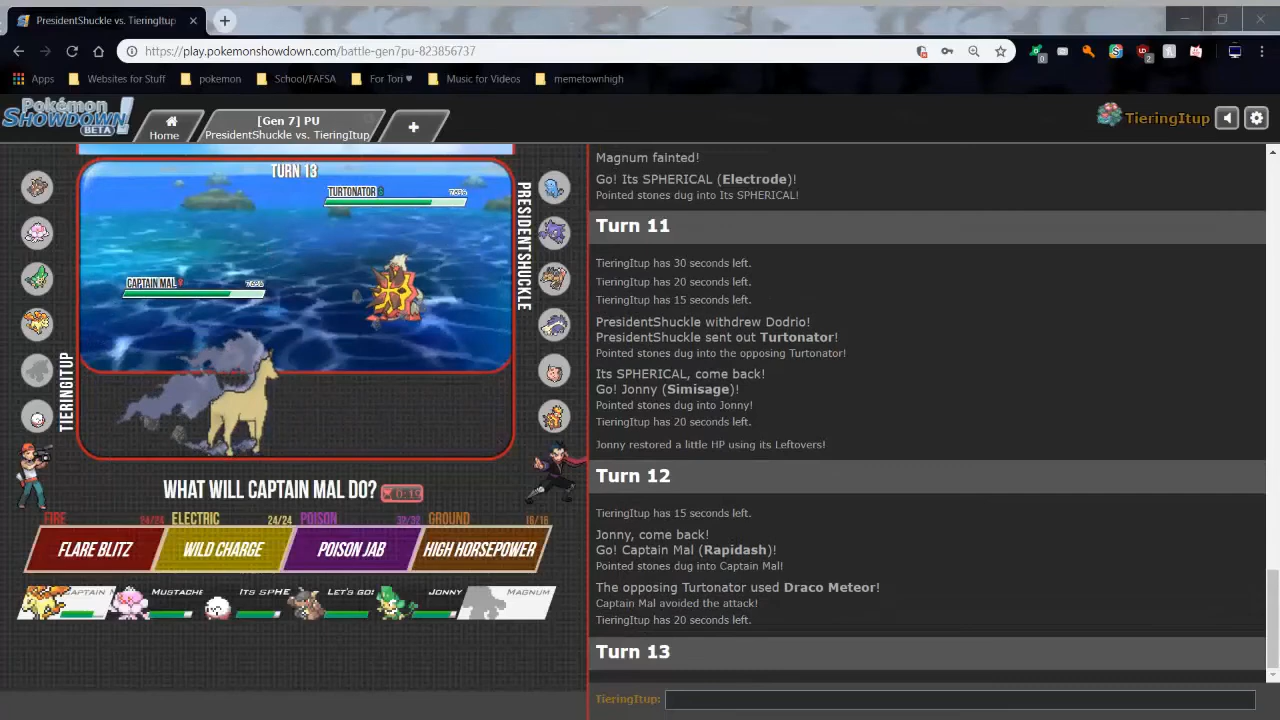 PresidentShuckle vs. TieringItup
https://play.pokemonshowdown.com/battle-gen7pu-823856737
Apps
Websites for Stuff
pokemon
School/FAFSA
For Tori ♥
Music for Videos
memetownhigh
Pokémon
SHOWDOWN!
BETA
Home
[Gen 7] PU
PresidentShuckle vs. TieringItup
TieringItup
TURN 13
TURTONATOR
CAPTAIN MAL
TIERINGITUP
PRESIDENTSHUCKLE
WHAT WILL CAPTAIN MAL DO?
FIRE
24/24
ELECTRIC
24/24
POISON
32/32
GROUND
16/16
FLARE BLITZ
WILD CHARGE
POISON JAB
HIGH HORSEPOWER
MUSTACHE
ITS SPHE
LET'S GO!
JONNY
MAGNUM
Magnum fainted!
Go! Its SPHERICAL (Electrode)!
Pointed stones dug into Its SPHERICAL!
Turn 11
TieringItup has 30 seconds left.
TieringItup has 20 seconds left.
TieringItup has 15 seconds left.
PresidentShuckle withdrew Dodrio!
PresidentShuckle sent out Turtonator!
Pointed stones dug into the opposing Turtonator!
Its SPHERICAL, come back!
Go! Jonny (Simisage)!
Pointed stones dug into Jonny!
TieringItup has 20 seconds left.
Jonny restored a little HP using its Leftovers!
Turn 12
TieringItup has 15 seconds left.
Jonny, come back!
Go! Captain Mal (Rapidash)!
Pointed stones dug into Captain Mal!
The opposing Turtonator used Draco Meteor!
Captain Mal avoided the attack!
TieringItup has 20 seconds left.
Turn 13
TieringItup: